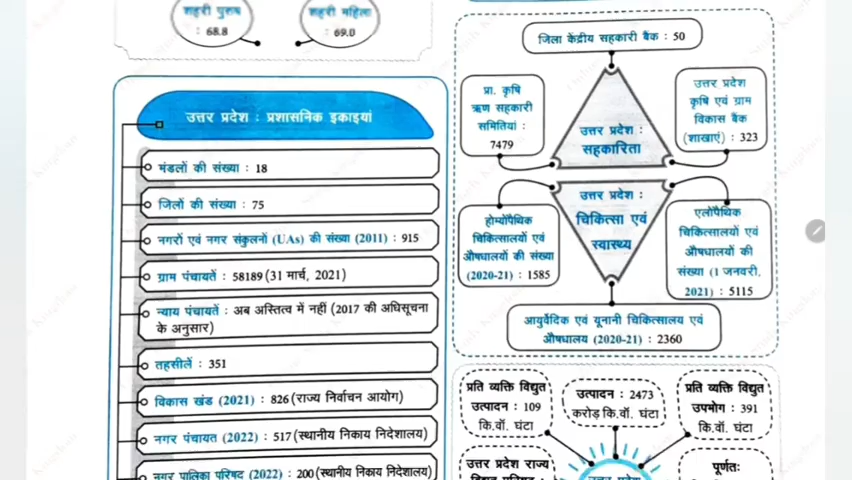 शहरी पुरुष
: 68.8
शहरी महिला
: 69.0
उत्तर प्रदेश : प्रशासनिक इकाइयां
मंडलों की संख्या : 18
जिलों की संख्या : 75
नगरों एवं नगर संकुलनों (UAs) की संख्या (2011) : 915
ग्राम पंचायतें : 58189 (31 मार्च, 2021)
न्याय पंचायतें : अब अस्तित्व में नहीं (2017 की अधिसूचना
के अनुसार)
तहसीलें : 351
विकास खंड (2021) : 826 (राज्य निर्वाचन आयोग)
नगर पंचायत (2022) : 517 (स्थानीय निकाय निदेशालय)
नगर पालिका परिषद (2022) : 200 (स्थानीय निकाय निदेशालय)
जिला केंद्रीय सहकारी बैंक : 50
प्रा. कृषि
ऋण सहकारी
समितियां :
7479
उत्तर प्रदेश :
सहकारिता
उत्तर प्रदेश
कृषि एवं ग्राम
विकास बैंक
(शाखाएं) : 323
उत्तर प्रदेश :
चिकित्सा एवं
स्वास्थ्य
होम्योपैथिक
चिकित्सालयों एवं
औषधालयों की संख्या
(2020-21) : 1585
एलोपैथिक
चिकित्सालयों एवं
औषधालयों की
संख्या (1 जनवरी,
2021) : 5115
आयुर्वेदिक एवं यूनानी चिकित्सालय एवं
औषधालय (2020-21) : 2360
प्रति व्यक्ति विद्युत
उत्पादन : 109
कि.वॉ. घंटा
उत्पादन : 2473
करोड़ कि.वॉ. घंटा
प्रति व्यक्ति विद्युत
उपभोग : 391
कि.वॉ. घंटा
उत्तर प्रदेश राज्य
पूर्णतः